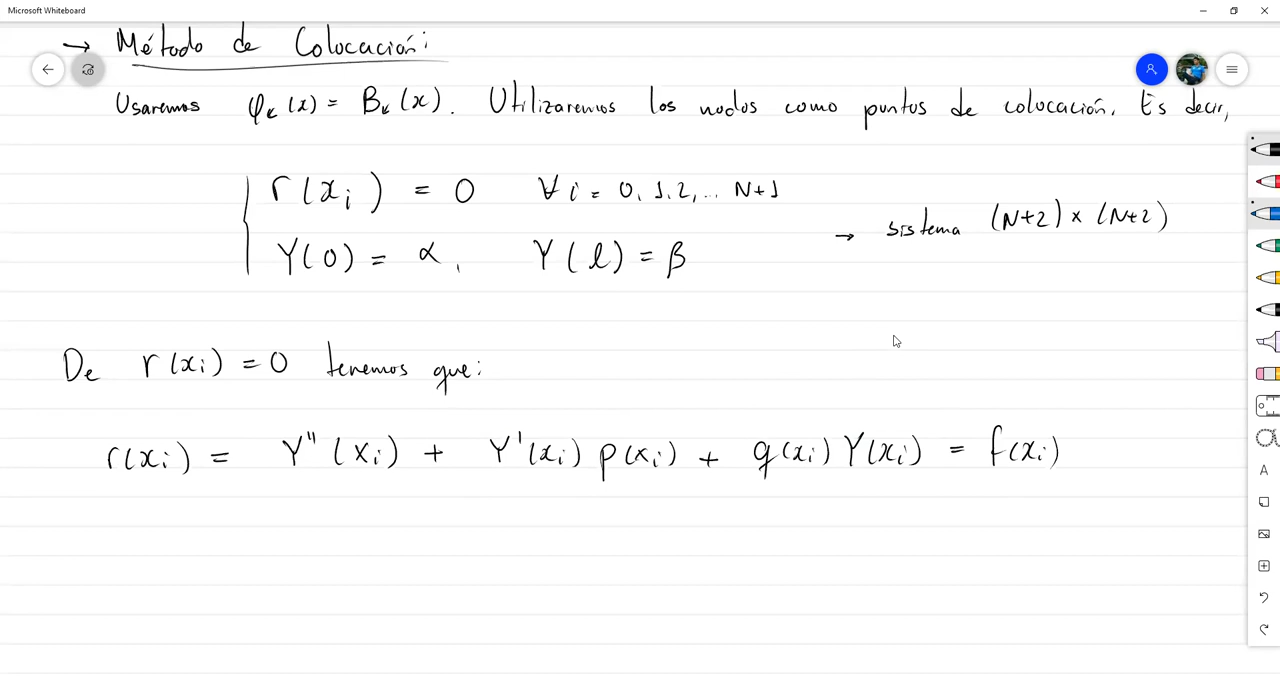 Microsoft Whiteboard
→ Método de Colocación:
Usaremos φₖ(x) = Bₖ(x). Utilizaremos los nodos como puntos de colocación. Es decir,
r(xᵢ) = 0 ∀ i = 0, 1, 2, ... N+1
→ sistema (N+2) × (N+2)
Y(0) = α, Y(l) = β
De r(xᵢ) = 0 tenemos que:
r(xᵢ) = Y''(xᵢ) + Y'(xᵢ) p(xᵢ) + q(xᵢ) Y(xᵢ) = f(xᵢ)
A